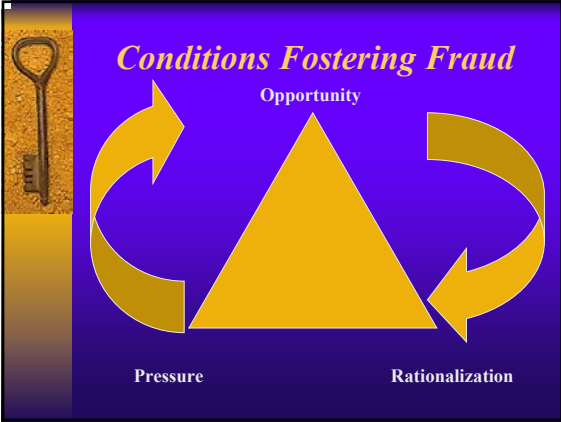 Conditions Fostering Fraud
Opportunity
Pressure
Rationalization